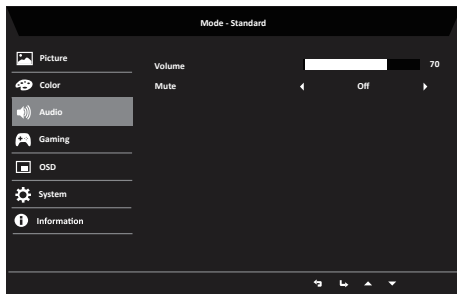 Mode - Standard
Picture
Color
Audio
Gaming
OSD
System
Information
Volume 70
Mute Off